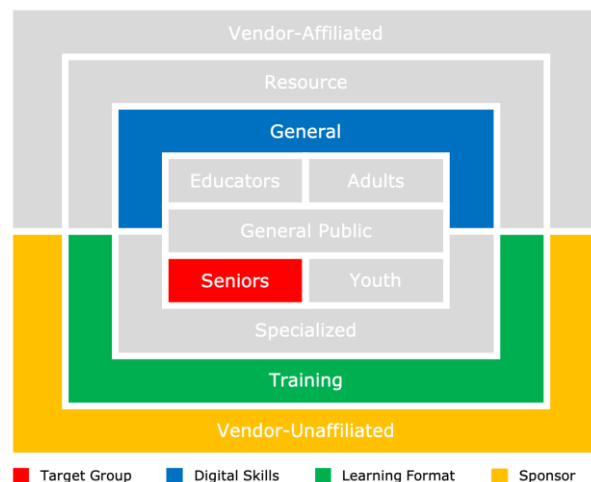 Vendor-Affiliated
Resource
General
Educators Adults
General Public
Seniors Youth
Specialized
Training
Vendor-Unaffiliated
Target Group Digital Skills Learning Format Sponsor